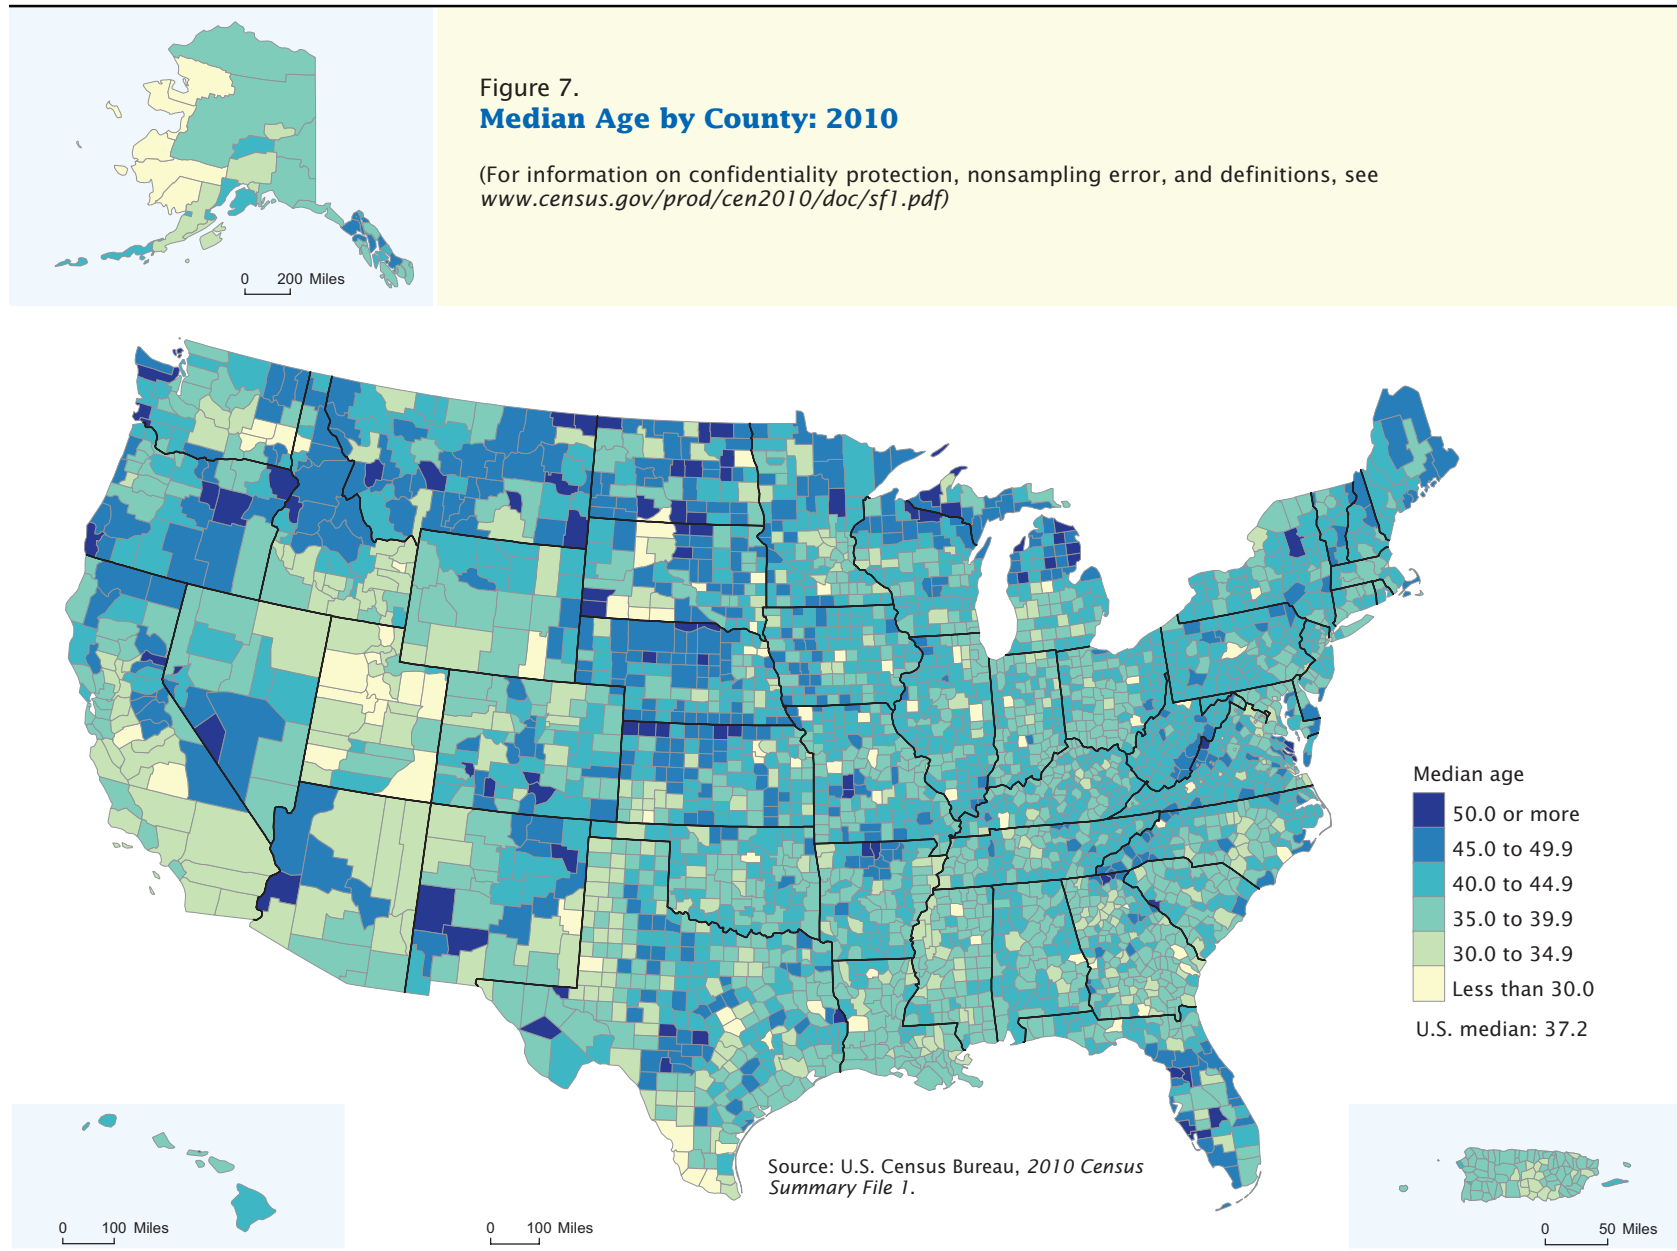 Figure 7.
Median Age by County: 2010
(For information on confidentiality protection, nonsampling error, and definitions, see
www.census.gov/prod/cen2010/doc/sf1.pdf)
0 200 Miles
Median age
50.0 or more
45.0 to 49.9
40.0 to 44.9
35.0 to 39.9
30.0 to 34.9
Less than 30.0
U.S. median: 37.2
Source: U.S. Census Bureau, 2010 Census
Summary File 1.
0 100 Miles
0 100 Miles
0 50 Miles